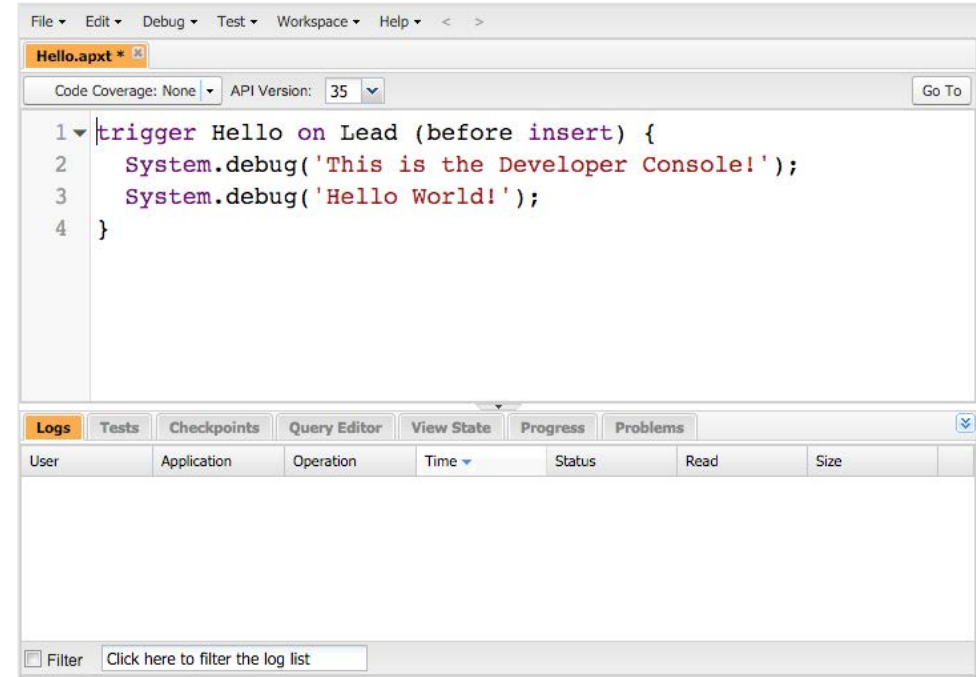 File Edit Debug Test Workspace Help < >
Hello.apxt *
Code Coverage: None API Version: 35 Go To
1 trigger Hello on Lead (before insert) {
2 System.debug('This is the Developer Console!');
3 System.debug('Hello World!');
4 }
Logs Tests Checkpoints Query Editor View State Progress Problems
User Application Operation Time Status Read Size
Filter Click here to filter the log list